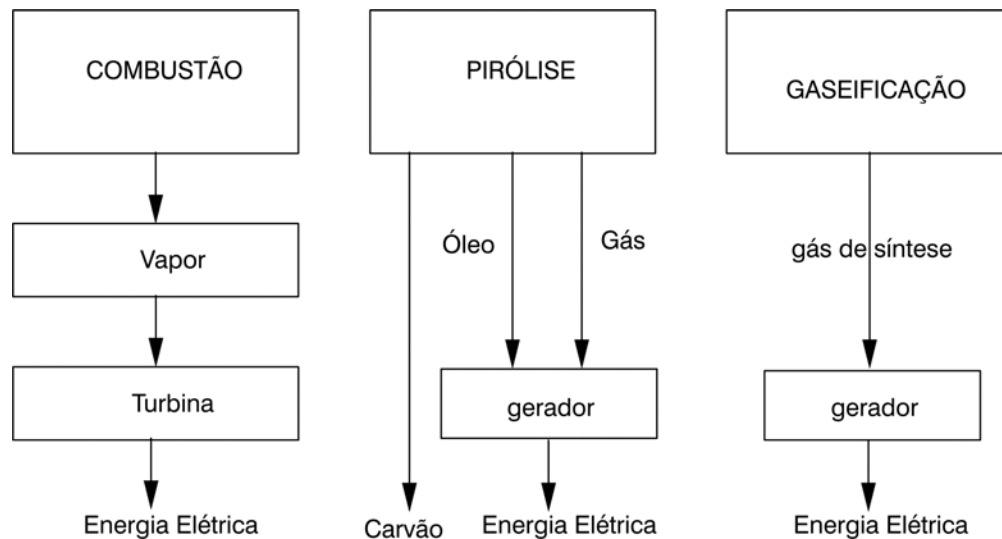 COMBUSTÃO
Vapor
Turbina
Energia Elétrica
PIRÓLISE
Óleo
Gás
gerador
Carvão
Energia Elétrica
GASEIFICAÇÃO
gás de síntese
gerador
Energia Elétrica